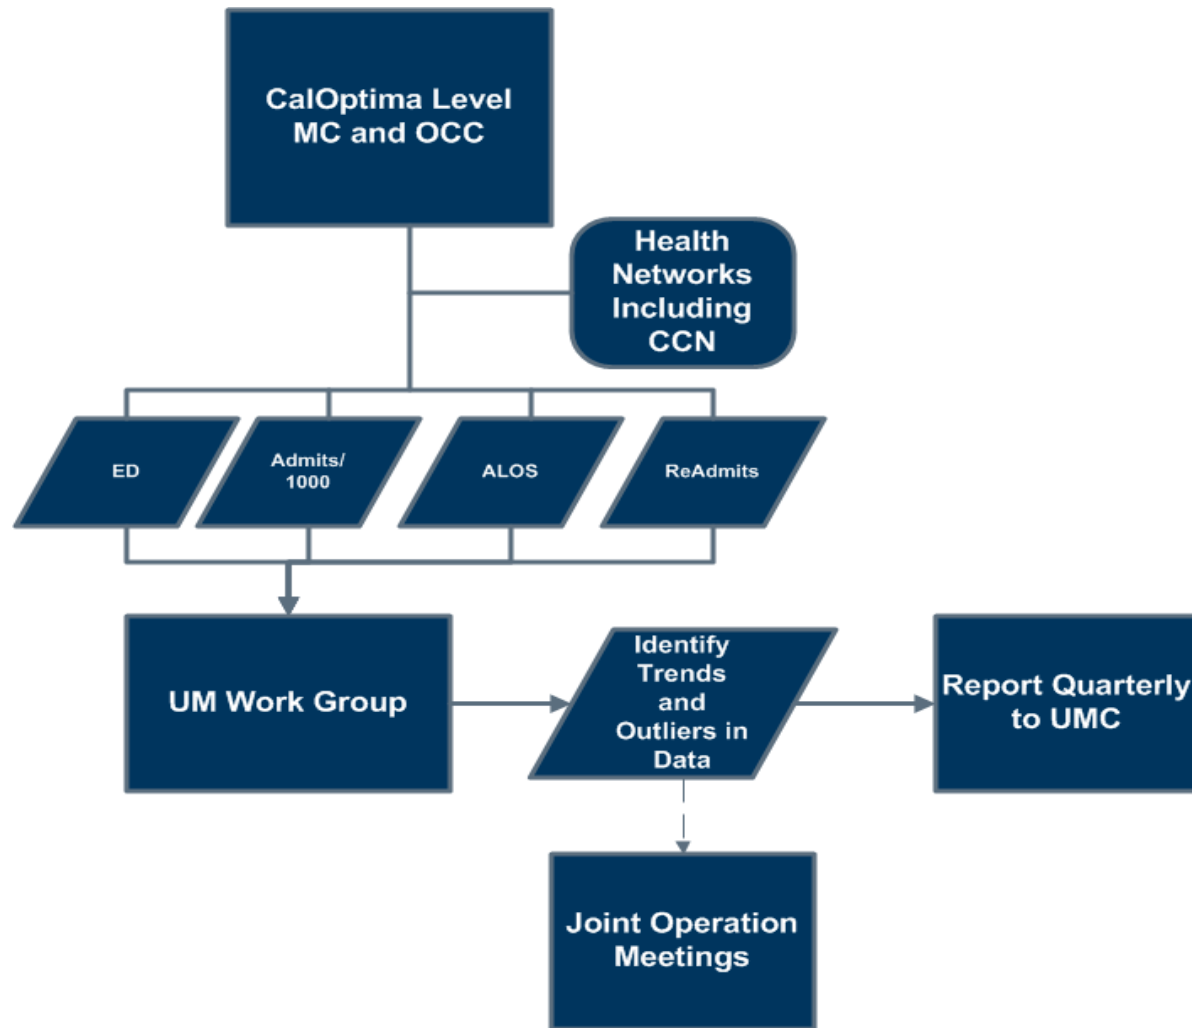 CalOptima Level
MC and OCC
Health
Networks
Including
CCN
ED
Admits/
1000
ALOS
ReAdmits
UM Work Group
Identify
Trends
and
Outliers in
Data
Report Quarterly
to UMC
Joint Operation
Meetings